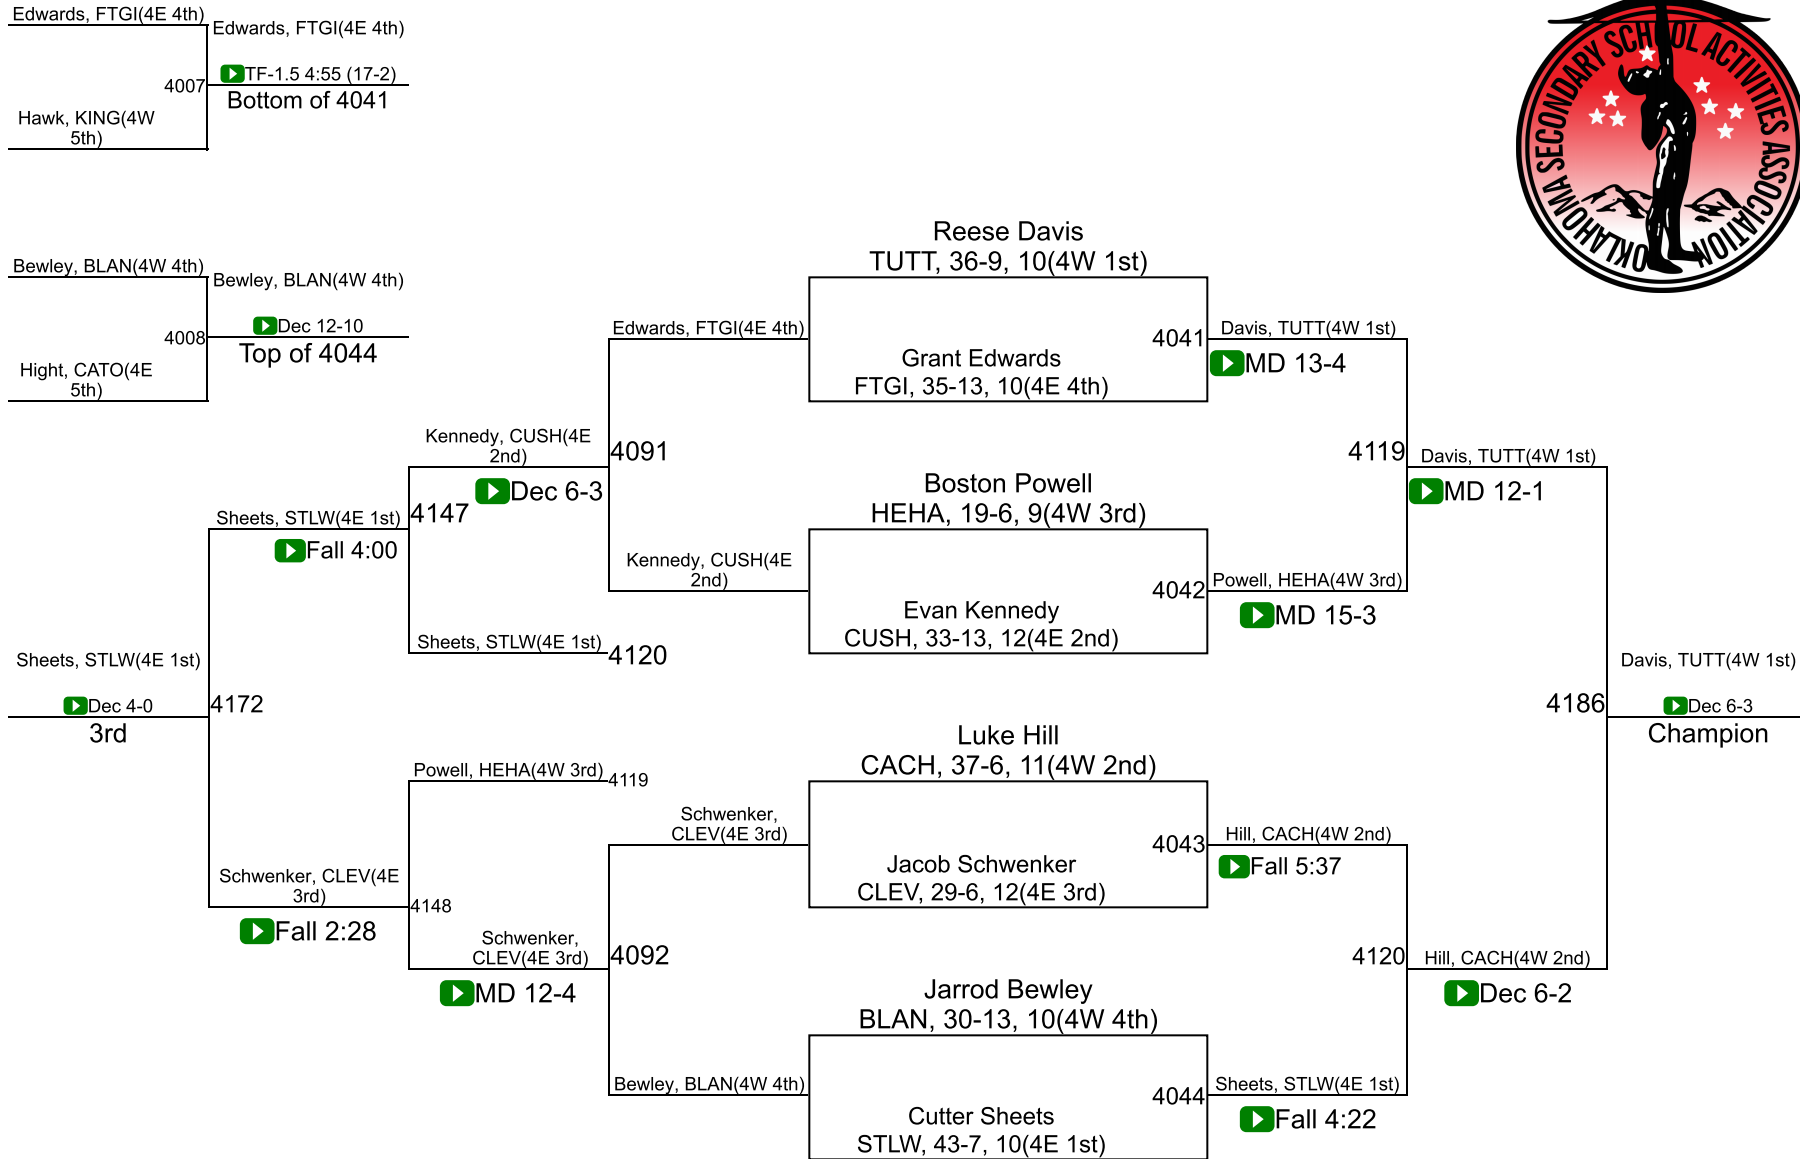 Edwards, FTGI(4E 4th)
Edwards, FTGI(4E 4th)
4007
TF-1.5 4:55 (17-2)
Bottom of 4041
Hawk, KING(4W
5th)
OKLAHOMA SECONDARY SCHOOL ACTIVITIES ASSOCIATION
Bewley, BLAN(4W 4th)
Bewley, BLAN(4W 4th)
4008
Dec 12-10
Top of 4044
Hight, CATO(4E
5th)
Reese Davis
TUTT, 36-9, 10(4W 1st)
Edwards, FTGI(4E 4th)
4041
Davis, TUTT(4W 1st)
MD 13-4
Grant Edwards
FTGI, 35-13, 10(4E 4th)
Kennedy, CUSH(4E
2nd)
4091
Dec 6-3
4119
Davis, TUTT(4W 1st)
MD 12-1
Boston Powell
HEHA, 19-6, 9(4W 3rd)
Sheets, STLW(4E 1st)
4147
Fall 4:00
Kennedy, CUSH(4E
2nd)
4042
Powell, HEHA(4W 3rd)
MD 15-3
Evan Kennedy
CUSH, 33-13, 12(4E 2nd)
Sheets, STLW(4E 1st)
4120
Sheets, STLW(4E 1st)
Dec 4-0
3rd
4172
4186
Davis, TUTT(4W 1st)
Dec 6-3
Champion
Luke Hill
CACH, 37-6, 11(4W 2nd)
Powell, HEHA(4W 3rd)
4119
Schwenker,
CLEV(4E 3rd)
4043
Hill, CACH(4W 2nd)
Fall 5:37
Jacob Schwenker
CLEV, 29-6, 12(4E 3rd)
Schwenker, CLEV(4E
3rd)
4148
Fall 2:28
Schwenker,
CLEV(4E 3rd)
4092
MD 12-4
4120
Hill, CACH(4W 2nd)
Dec 6-2
Jarrod Bewley
BLAN, 30-13, 10(4W 4th)
Bewley, BLAN(4W 4th)
4044
Sheets, STLW(4E 1st)
Fall 4:22
Cutter Sheets
STLW, 43-7, 10(4E 1st)